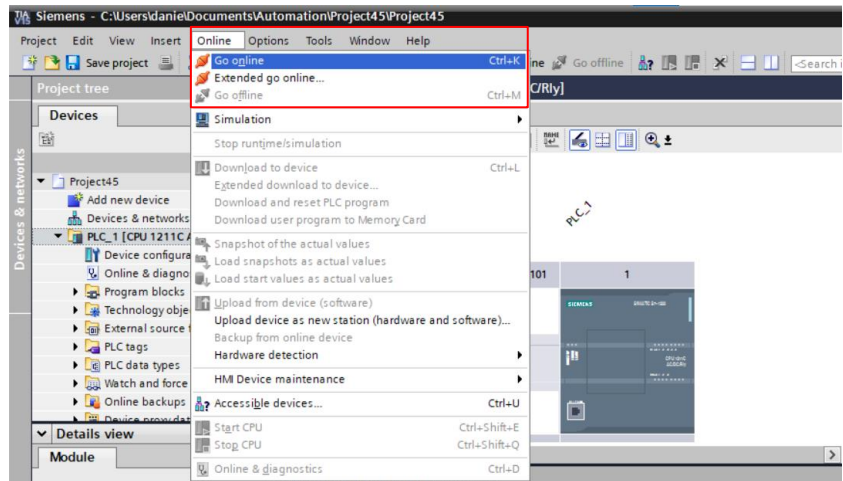 Siemens - C:\Users\danie\Documents\Automation\Project45\Project45
Project Edit View Insert Online Options Tools Window Help
Save project
ne Go offline <Search i
Go online Ctrl+K
Extended go online...
Go offline Ctrl+M
Simulation
Stop runtime/simulation
Download to device Ctrl+L
Extended download to device...
Download and reset PLC program
Download user program to Memory Card
Snapshot of the actual values
Load snapshots as actual values
Load start values as actual values
Upload from device (software)
Upload device as new station (hardware and software)...
Backup from online device
Hardware detection
HMI Device maintenance
Accessible devices... Ctrl+U
Start CPU Ctrl+Shift+E
Stop CPU Ctrl+Shift+Q
Online & diagnostics Ctrl+D
Project tree
C/Rly]
Devices
Devices & networks
Project45
Add new device
Devices & networks
PLC_1 [CPU 1211C A
Device configura
Online & diagno
Program blocks
Technology obje
External source f
PLC tags
PLC data types
Watch and force
Online backups
Device proxy dat
Details view
Module
PLC_1
101 1
SIEMENS